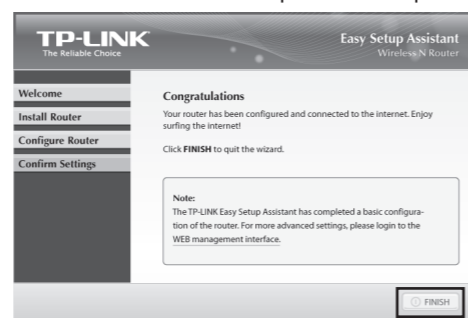 TP-LINK
The Reliable Choice
Easy Setup Assistant
Wireless N Router
Welcome
Install Router
Configure Router
Confirm Settings
Congratulations
Your router has been configured and connected to the internet. Enjoy
surfing the internet!
Click FINISH to quit the wizard.
Note:
The TP-LINK Easy Setup Assistant has completed a basic configura-
tion of the router. For more advanced settings, please login to the
WEB management interface.
FINISH